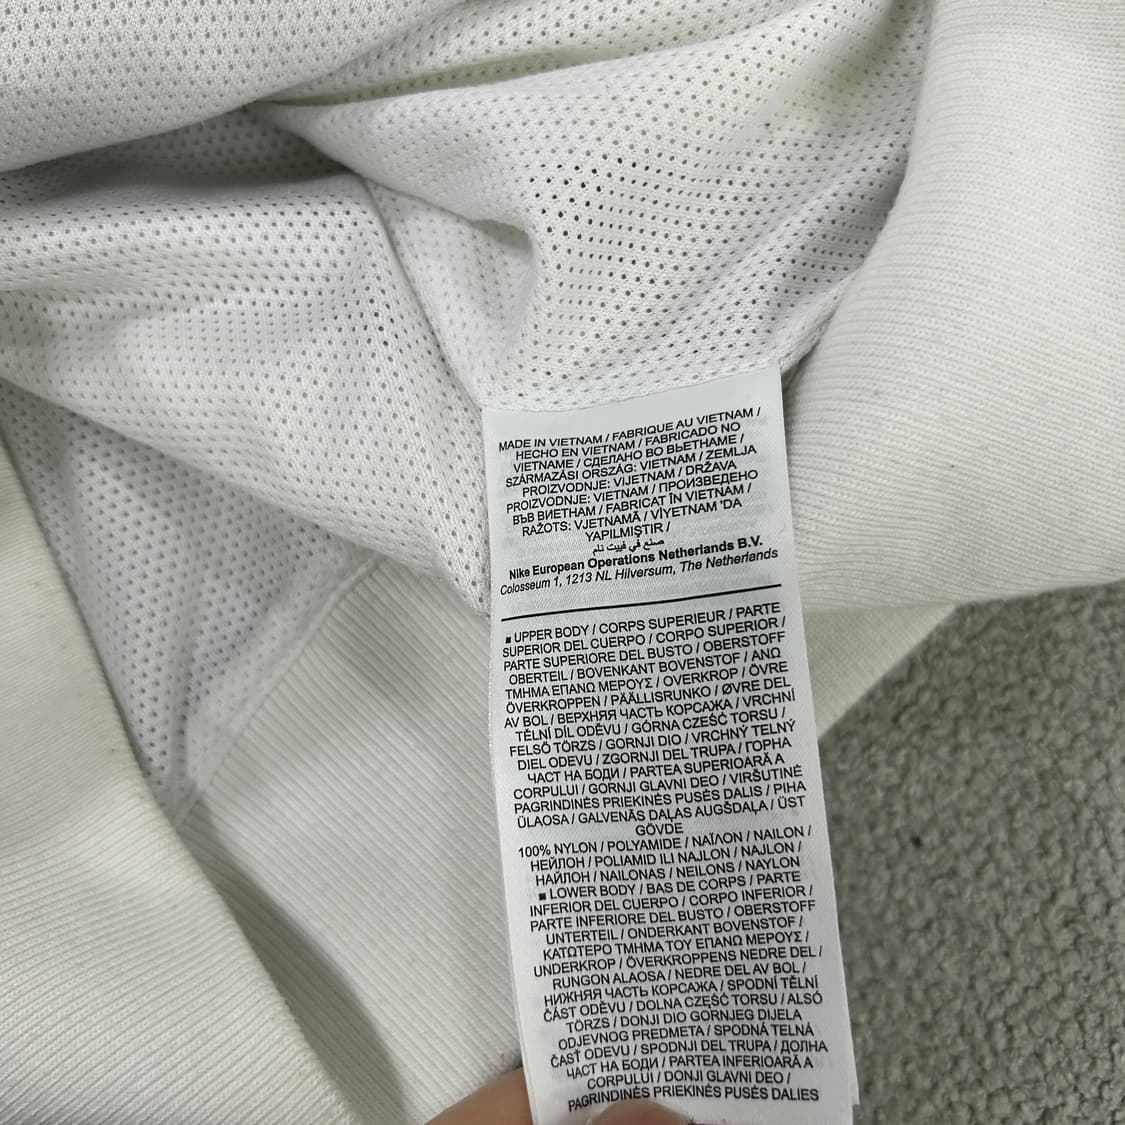 MADE IN VIETNAM / FABRIQUE AU VIETNAM /
HECHO EN VIETNAM / FABRICADO NO
VIETNAME / СДЕЛАНО ВО ВЬЕТНАМЕ /
SZÁRMAZÁSI ORSZÁG: VIETNAM / ZEMLJA
PROIZVODNJE: VIJETNAM / DRŽAVA
PROIZVODNJE: VIETNAM / ПРОИЗВЕДЕНО
ВЪВ ВИЕТНАМ / FABRICAT ÎN VIETNAM /
RAŽOTS: VJETNAMĀ / VİYETNAM 'DA
YAPILMIŞTIR /
صنع في فييت نام
Nike European Operations Netherlands B.V.
Colosseum 1, 1213 NL Hilversum, The Netherlands
■ UPPER BODY / CORPS SUPERIEUR / PARTE
SUPERIOR DEL CUERPO / CORPO SUPERIOR /
PARTE SUPERIORE DEL BUSTO / OBERSTOFF
OBERTEIL / BOVENKANT BOVENSTOF / ΑΝΩ
ΤΜΗΜΑ ΕΠΑΝΩ ΜΕΡΟΥΣ / OVERKROP / ÖVRE
ÖVERKROPPEN / PÄÄLLISRUNKO / ØVRE DEL
AV BOL / ВЕРХНЯЯ ЧАСТЬ КОРСАЖА / VRCHNÍ
TĚLNÍ DÍL ODĚVU / GÓRNA CZEŚĆ TORSU /
FELSŐ TÖRZS / GORNJI DIO / VRCHNÝ TELNÝ
DIEL ODEVU / ZGORNJI DEL TRUPA / ГОРНА
ЧАСТ НА БОДИ / PARTEA SUPERIOARĂ A
CORPULUI / GORNJI GLAVNI DEO / VIRŠUTINĖ
PAGRINDINĖS PRIEKINĖS PUSĖS DALIS / PIHA
ÜLAOSA / GALVENĀS DAĻAS AUGŠDAĻA / ÜST
GÖVDE
100% NYLON / POLYAMIDE / ΝΑΪΛΟΝ / NAILON /
НЕЙЛОН / POLIAMID ILI NAJLON / NAJLON /
НАЙЛОН / NAILONAS / NEILONS / NAYLON
■ LOWER BODY / BAS DE CORPS / PARTE
INFERIOR DEL CUERPO / CORPO INFERIOR /
PARTE INFERIORE DEL BUSTO / OBERSTOFF
UNTERTEIL / ONDERKANT BOVENSTOF /
ΚΑΤΩΤΕΡΟ ΤΜΗΜΑ ΤΟΥ ΕΠΑΝΩ ΜΕΡΟΥΣ /
UNDERKROP / ÖVERKROPPENS NEDRE DEL /
RUNGON ALAOSA / NEDRE DEL AV BOL /
НИЖНЯЯ ЧАСТЬ КОРСАЖА / SPODNÍ TĚLNÍ
ČÁST ODĚVU / DOLNA CZĘŚĆ TORSU / ALSÓ
TÖRZS / DONJI DIO GORNJEG DIJELA
ODJEVNOG PREDMETA / SPODNÁ TELNÁ
ČASŤ ODEVU / SPODNJI DEL TRUPA / ДОЛНА
ЧАСТ НА БОДИ / PARTEA INFERIOARĂ A
CORPULUI / DONJI GLAVNI DEO /
PAGRINDINĖS PRIEKINĖS PUSĖS DALIES